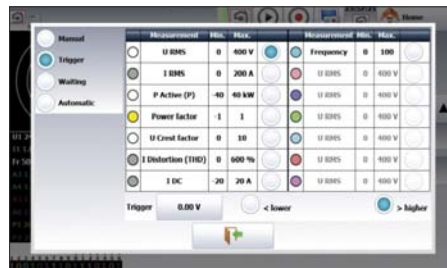 Home
Manual
Trigger
Waiting
Automatic
Measurement Min. Max. Measurement Min. Max.
U RMS 0 400 V Frequency 0 100
I RMS 0 200 A U RMS 0 400 V
P Active (P) -40 40 kW U RMS 0 400 V
Power factor -1 1 U RMS 0 400 V
U Crest factor 0 10 U RMS 0 400 V
I Distortion (THD) 0 600 % U RMS 0 400 V
I DC -20 20 A U RMS 0 400 V
Trigger 0.00 V < lower > higher